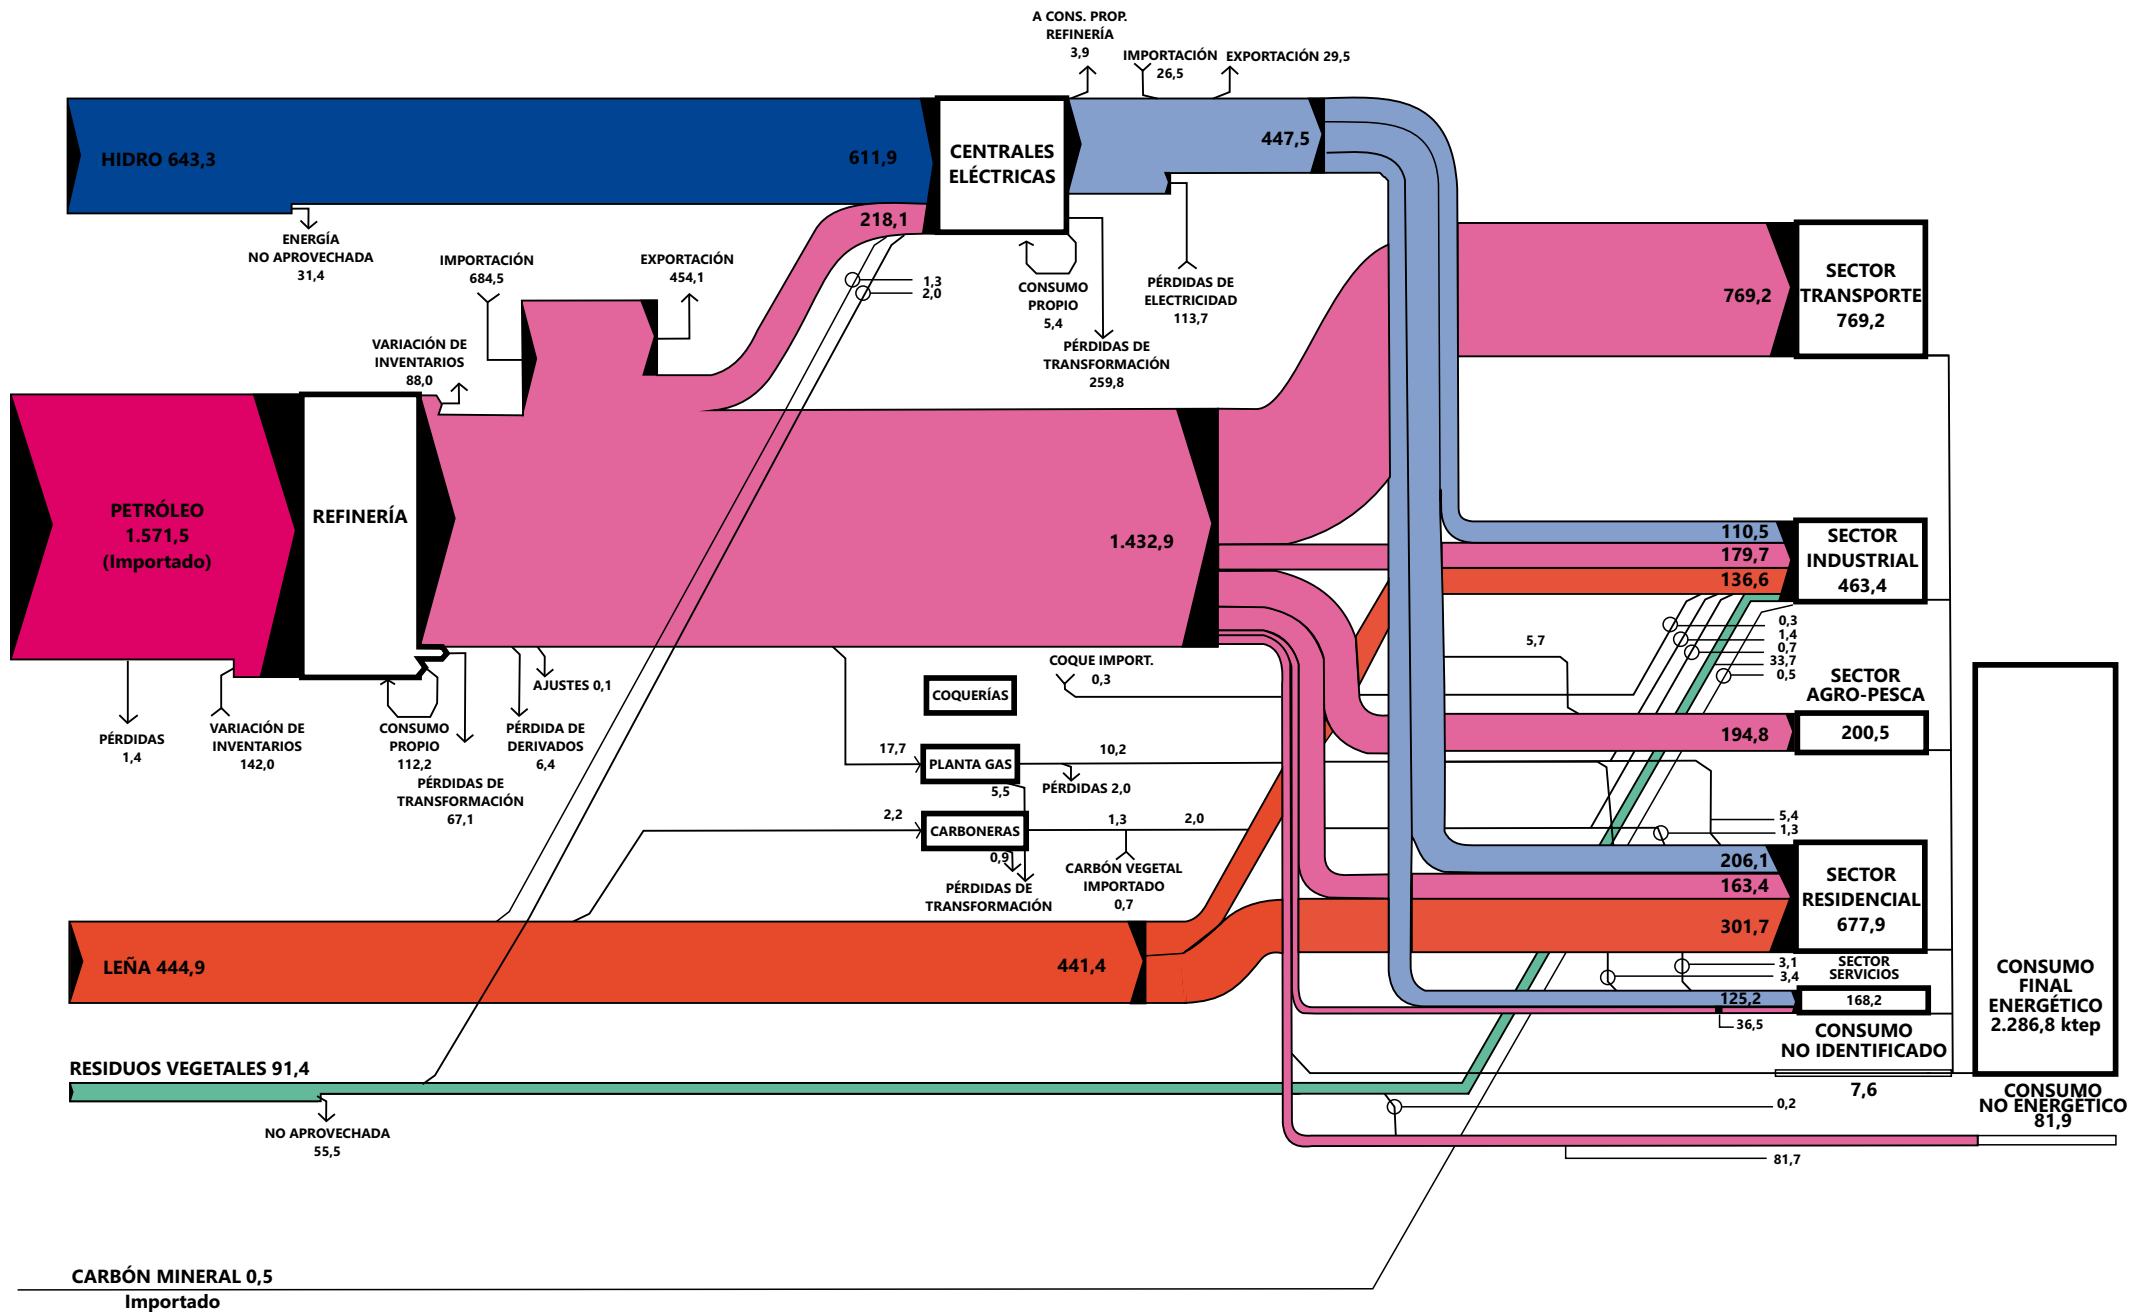 A CONS. PROP.
REFINERÍA
3,9
IMPORTACIÓN
26,5
EXPORTACIÓN 29,5
HIDRO 643,3
611,9
CENTRALES
ELÉCTRICAS
447,5
218,1
ENERGÍA
NO APROVECHADA
31,4
IMPORTACIÓN
684,5
EXPORTACIÓN
454,1
1,3
2,0
CONSUMO
PROPIO
5,4
PÉRDIDAS DE
ELECTRICIDAD
113,7
PÉRDIDAS DE
TRANSFORMACIÓN
259,8
769,2
SECTOR
TRANSPORTE
769,2
VARIACIÓN DE
INVENTARIOS
88,0
PETRÓLEO
1.571,5
(Importado)
REFINERÍA
1.432,9
110,5
179,7
136,6
SECTOR
INDUSTRIAL
463,4
0,3
1,4
0,7
33,7
0,5
5,7
COQUE IMPORT.
0,3
AJUSTES 0,1
COQUERÍAS
SECTOR
AGRO-PESCA
194,8
200,5
PÉRDIDAS
1,4
VARIACIÓN DE
INVENTARIOS
142,0
CONSUMO
PROPIO
112,2
PÉRDIDA DE
DERIVADOS
6,4
PÉRDIDAS DE
TRANSFORMACIÓN
67,1
17,7
PLANTA GAS
10,2
5,5
PÉRDIDAS 2,0
2,2
CARBONERAS
1,3
2,0
0,9
CARBÓN VEGETAL
IMPORTADO
0,7
PÉRDIDAS DE
TRANSFORMACIÓN
5,4
1,3
206,1
163,4
301,7
SECTOR
RESIDENCIAL
677,9
LEÑA 444,9
441,4
3,1
3,4
SECTOR
SERVICIOS
125,2
168,2
36,5
CONSUMO
NO IDENTIFICADO
7,6
CONSUMO
FINAL
ENERGÉTICO
2.286,8 ktep
RESIDUOS VEGETALES 91,4
NO APROVECHADA
55,5
0,2
CONSUMO
NO ENERGÉTICO
81,9
81,7
CARBÓN MINERAL 0,5
Importado